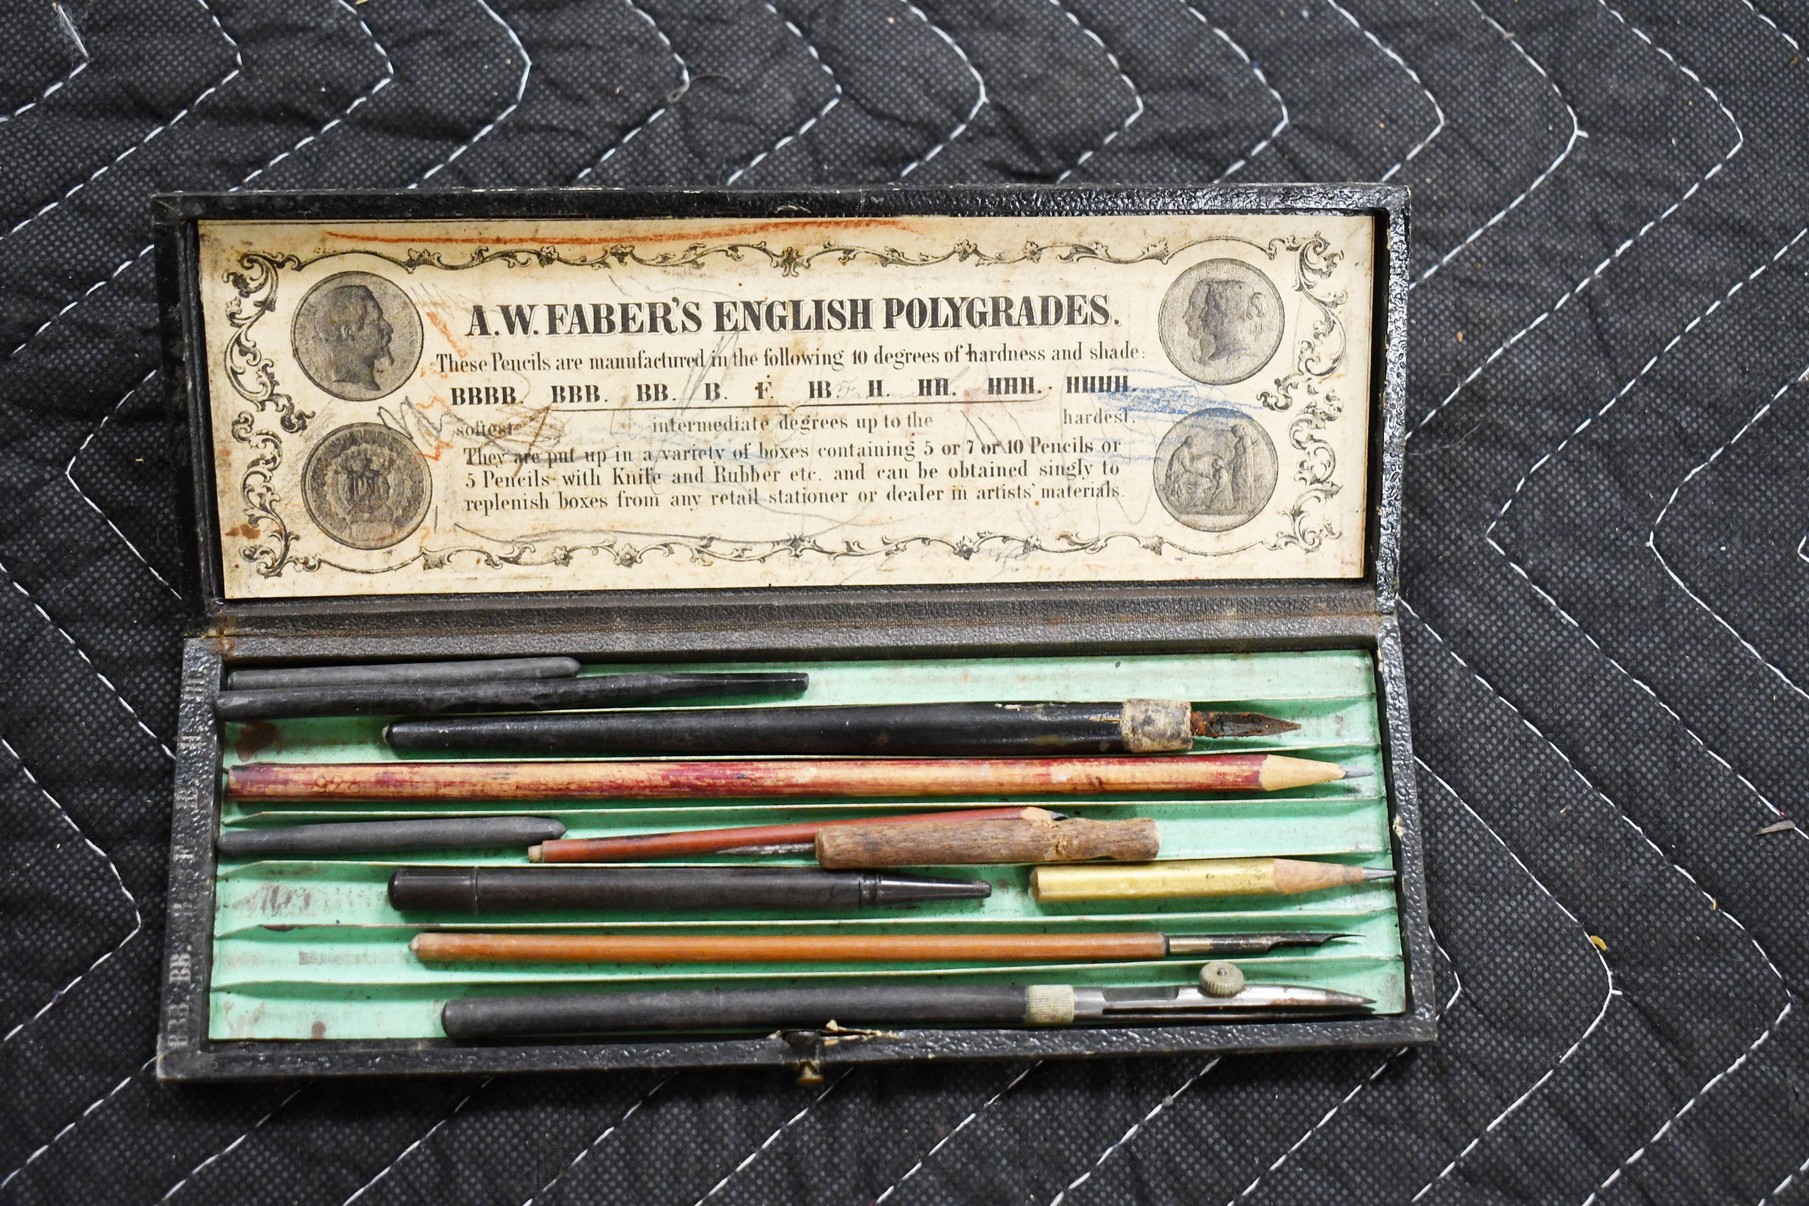 A.W. FABER'S ENGLISH POLYGRADES.
These Pencils are manufactured in the following 10 degrees of hardness and shade:
BBBB. BBB. BB. B. F. HB. H. HH. HHH. HHHH.
softest intermediate degrees up to the hardest.
They are put up in a variety of boxes containing 5 or 7 or 10 Pencils or
5 Pencils with Knife and Rubber etc. and can be obtained singly to
replenish boxes from any retail stationer or dealer in artists' materials